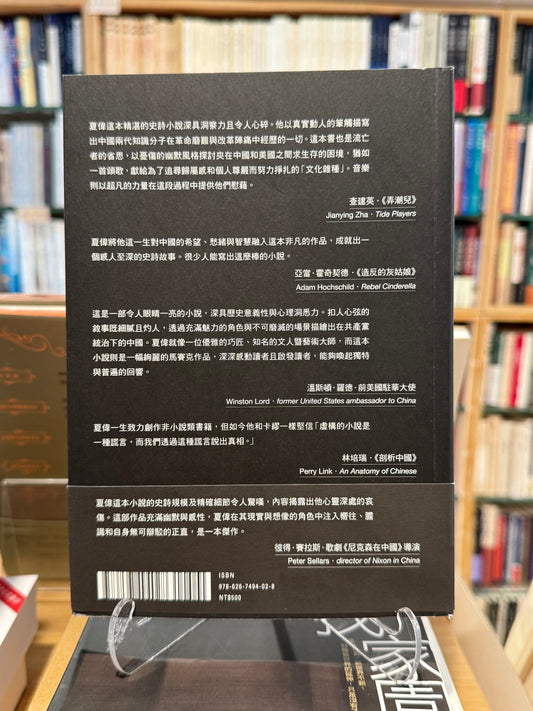 夏偉這本精湛的史詩小說深具洞察力且令人心碎。他以真實動人的筆觸描寫
出中國兩代知識分子在革命磨難與改革陣痛中經歷的一切。這本書也是流亡
者的省思,以憂傷的幽默風格探討夾在中國和美國之間求生存的困境,猶如
一首頌歌,獻給為了追尋歸屬感和個人尊嚴而努力掙扎的「文化雜種」。音樂
則以超凡的力量在這段過程中提供他們慰藉。
查建英・《弄潮兒》
Jianying Zha・Tide Players
夏偉將他這一生對中國的希望、愁緒與智慧融入這本非凡的作品,成就出一
個感人至深的史詩故事。很少人能寫出這麼棒的小說。
亞當・霍奇契德・《造反的灰姑娘》
Adam Hochschild・Rebel Cinderella
這是一部令人眼睛一亮的小說,深具歷史意義性與心理洞悉力。扣人心弦的
敘事既細膩且灼人,透過充滿魅力的角色與不可磨滅的場景描繪出在共產黨
統治下的中國。夏偉就像一位優雅的巧匠、知名的文人暨藝術大師,而這本
小說則是一幅絢麗的馬賽克作品,深深感動讀者且啟發讀者,能夠喚起獨特
與普遍的回響。
溫斯頓・羅德・前美國駐華大使
Winston Lord・former United States ambassador to China
夏偉一生致力創作非小說類書籍,但如今他和卡繆一樣堅信「虛構的小說是
一種謊言,而我們透過這種謊言說出真相。」
林培瑞・《剖析中國》
Perry Link・An Anatomy of Chinese
夏偉這本小說的史詩規模及精確細節令人驚嘆,內容揭露出他心靈深處的哀
傷。這部作品充滿幽默與感性,夏偉在其現實與想像的角色中注入嚮往、膽
識和自身無可辯駁的正直,是一本傑作。
彼得・賽拉斯・歌劇《尼克森在中國》導演
Peter Sellars・director of Nixon in China
ISBN
978-626-7494-02-8
NT$500